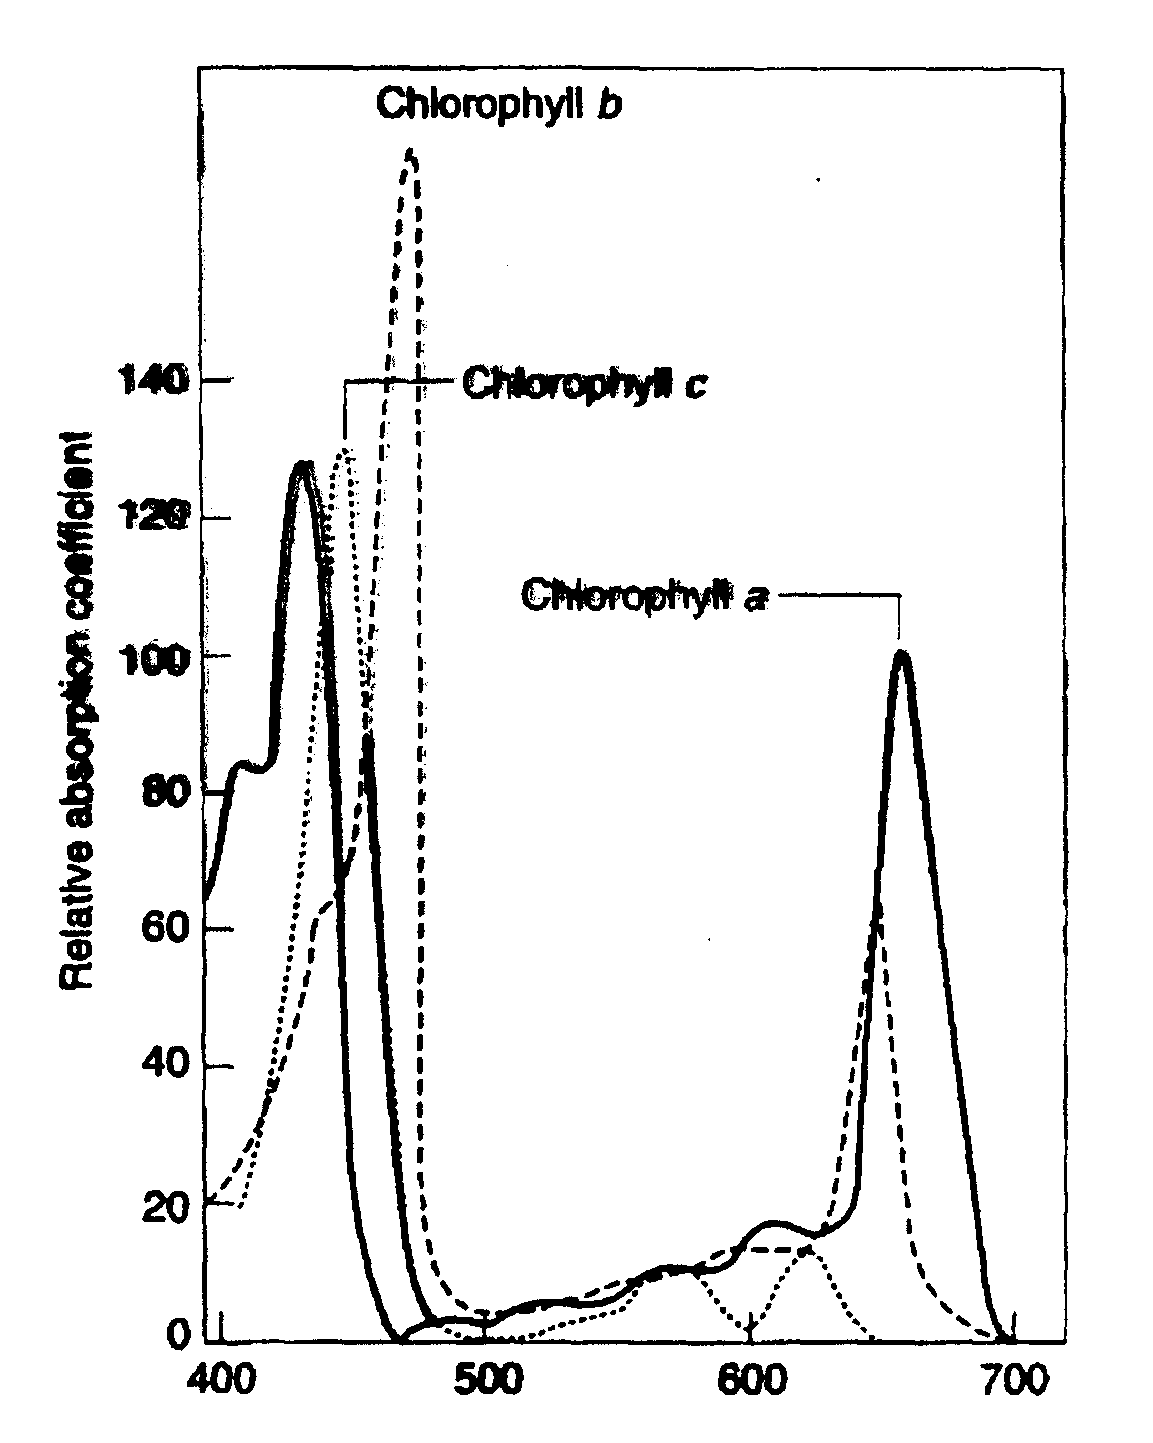 Chlorophyll b
140
Chlorophyll c
120
Chlorophyll a
100
80
60
40
20
0
400 500 600 700
Relative absorption coefficient